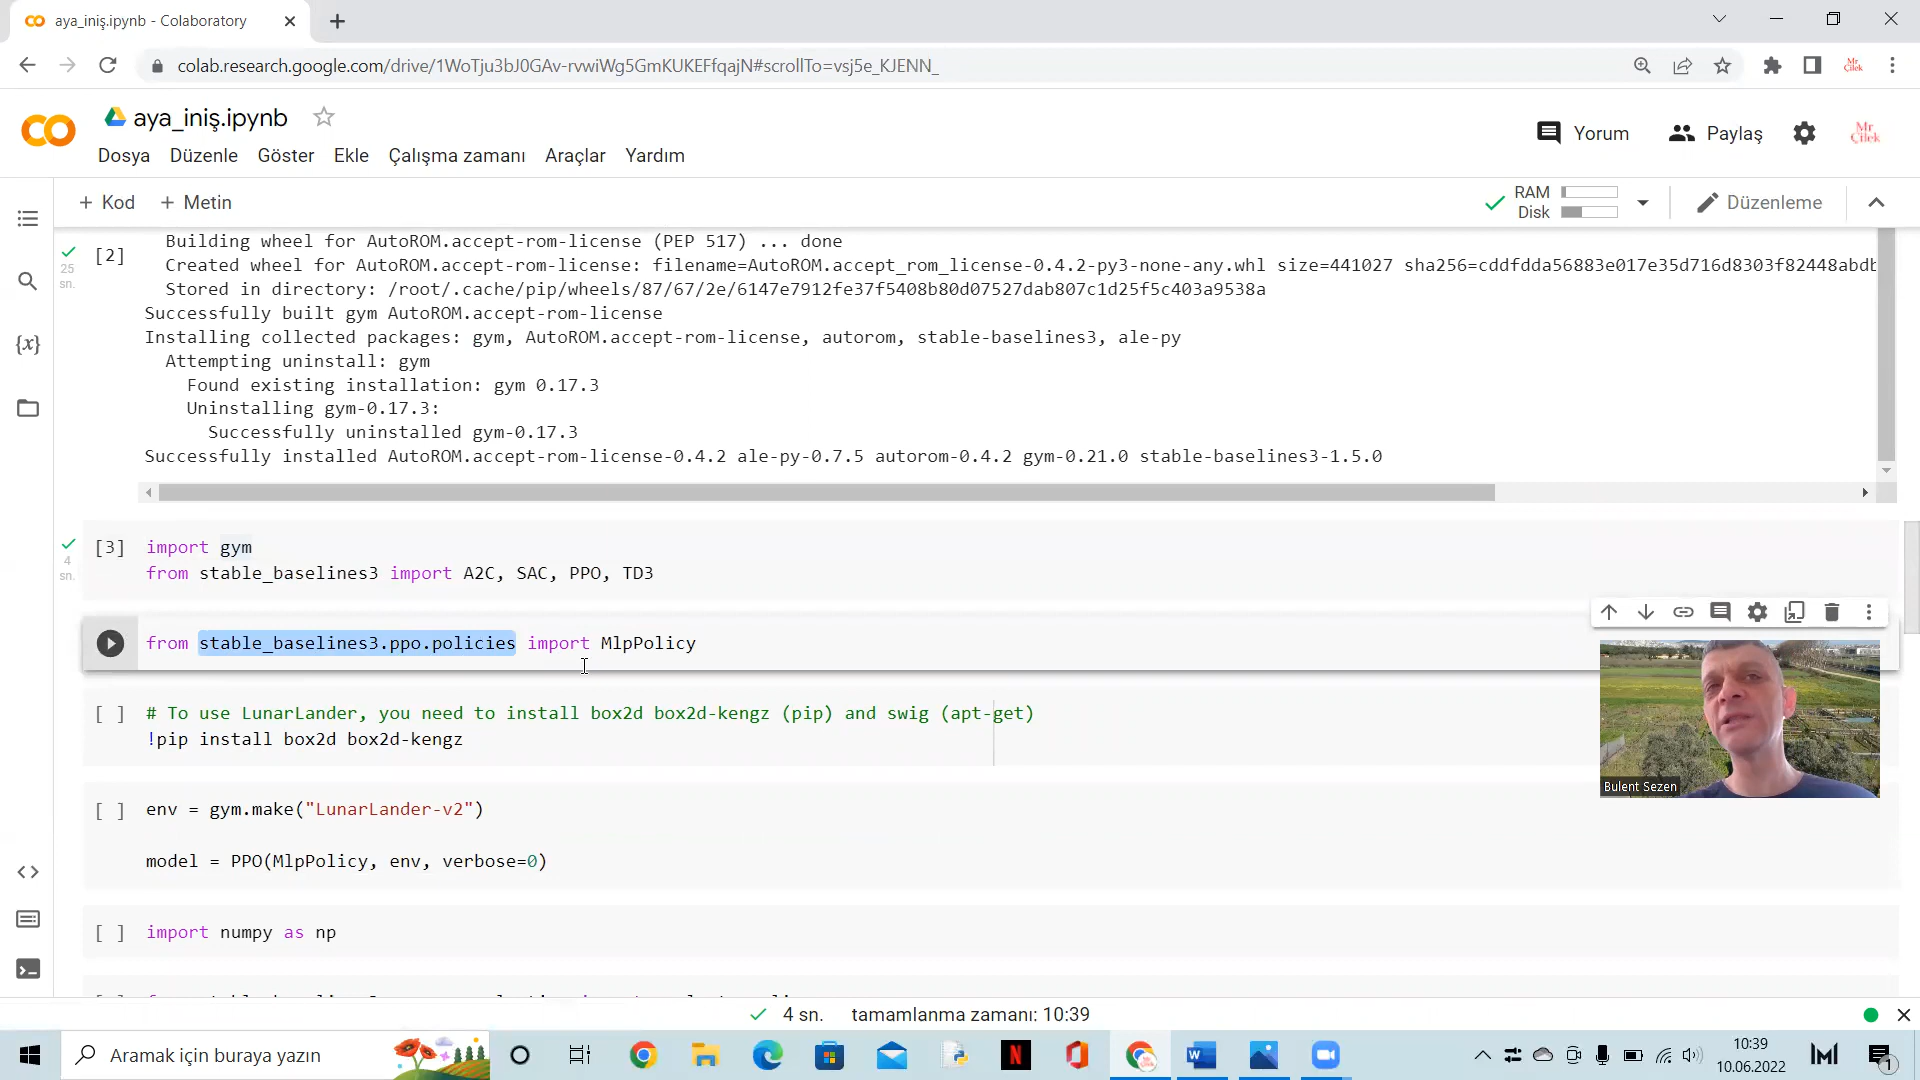 aya_iniş.ipynb - Colaboratory
colab.research.google.com/drive/1WoTju3bJ0GAv-rvwiWg5GmKUKEFfqajN#scrollTo=vsj5e_KJENN_
Mr Çilek
aya_iniş.ipynb
Yorum
Paylaş
Mr Çilek
Dosya Düzenle Göster Ekle Çalışma zamanı Araçlar Yardım
+ Kod + Metin
RAM
Disk
Düzenleme
[2]
25 sn.
Building wheel for AutoROM.accept-rom-license (PEP 517) ... done
Created wheel for AutoROM.accept-rom-license: filename=AutoROM.accept_rom_license-0.4.2-py3-none-any.whl size=441027 sha256=cddfdda56883e017e35d716d8303f82448abdb
Stored in directory: /root/.cache/pip/wheels/87/67/2e/6147e7912fe37f5408b80d07527dab807c1d25f5c403a9538a
Successfully built gym AutoROM.accept-rom-license
Installing collected packages: gym, AutoROM.accept-rom-license, autorom, stable-baselines3, ale-py
Attempting uninstall: gym
Found existing installation: gym 0.17.3
Uninstalling gym-0.17.3:
Successfully uninstalled gym-0.17.3
Successfully installed AutoROM.accept-rom-license-0.4.2 ale-py-0.7.5 autorom-0.4.2 gym-0.21.0 stable-baselines3-1.5.0
[3] import gym
4 sn.
from stable_baselines3 import A2C, SAC, PPO, TD3
from stable_baselines3.ppo.policies import MlpPolicy
[ ] # To use LunarLander, you need to install box2d box2d-kengz (pip) and swig (apt-get)
!pip install box2d box2d-kengz
Bulent Sezen
[ ] env = gym.make("LunarLander-v2")
model = PPO(MlpPolicy, env, verbose=0)
[ ] import numpy as np
4 sn. tamamlanma zamanı: 10:39
Aramak için buraya yazın
10:39
10.06.2022
1